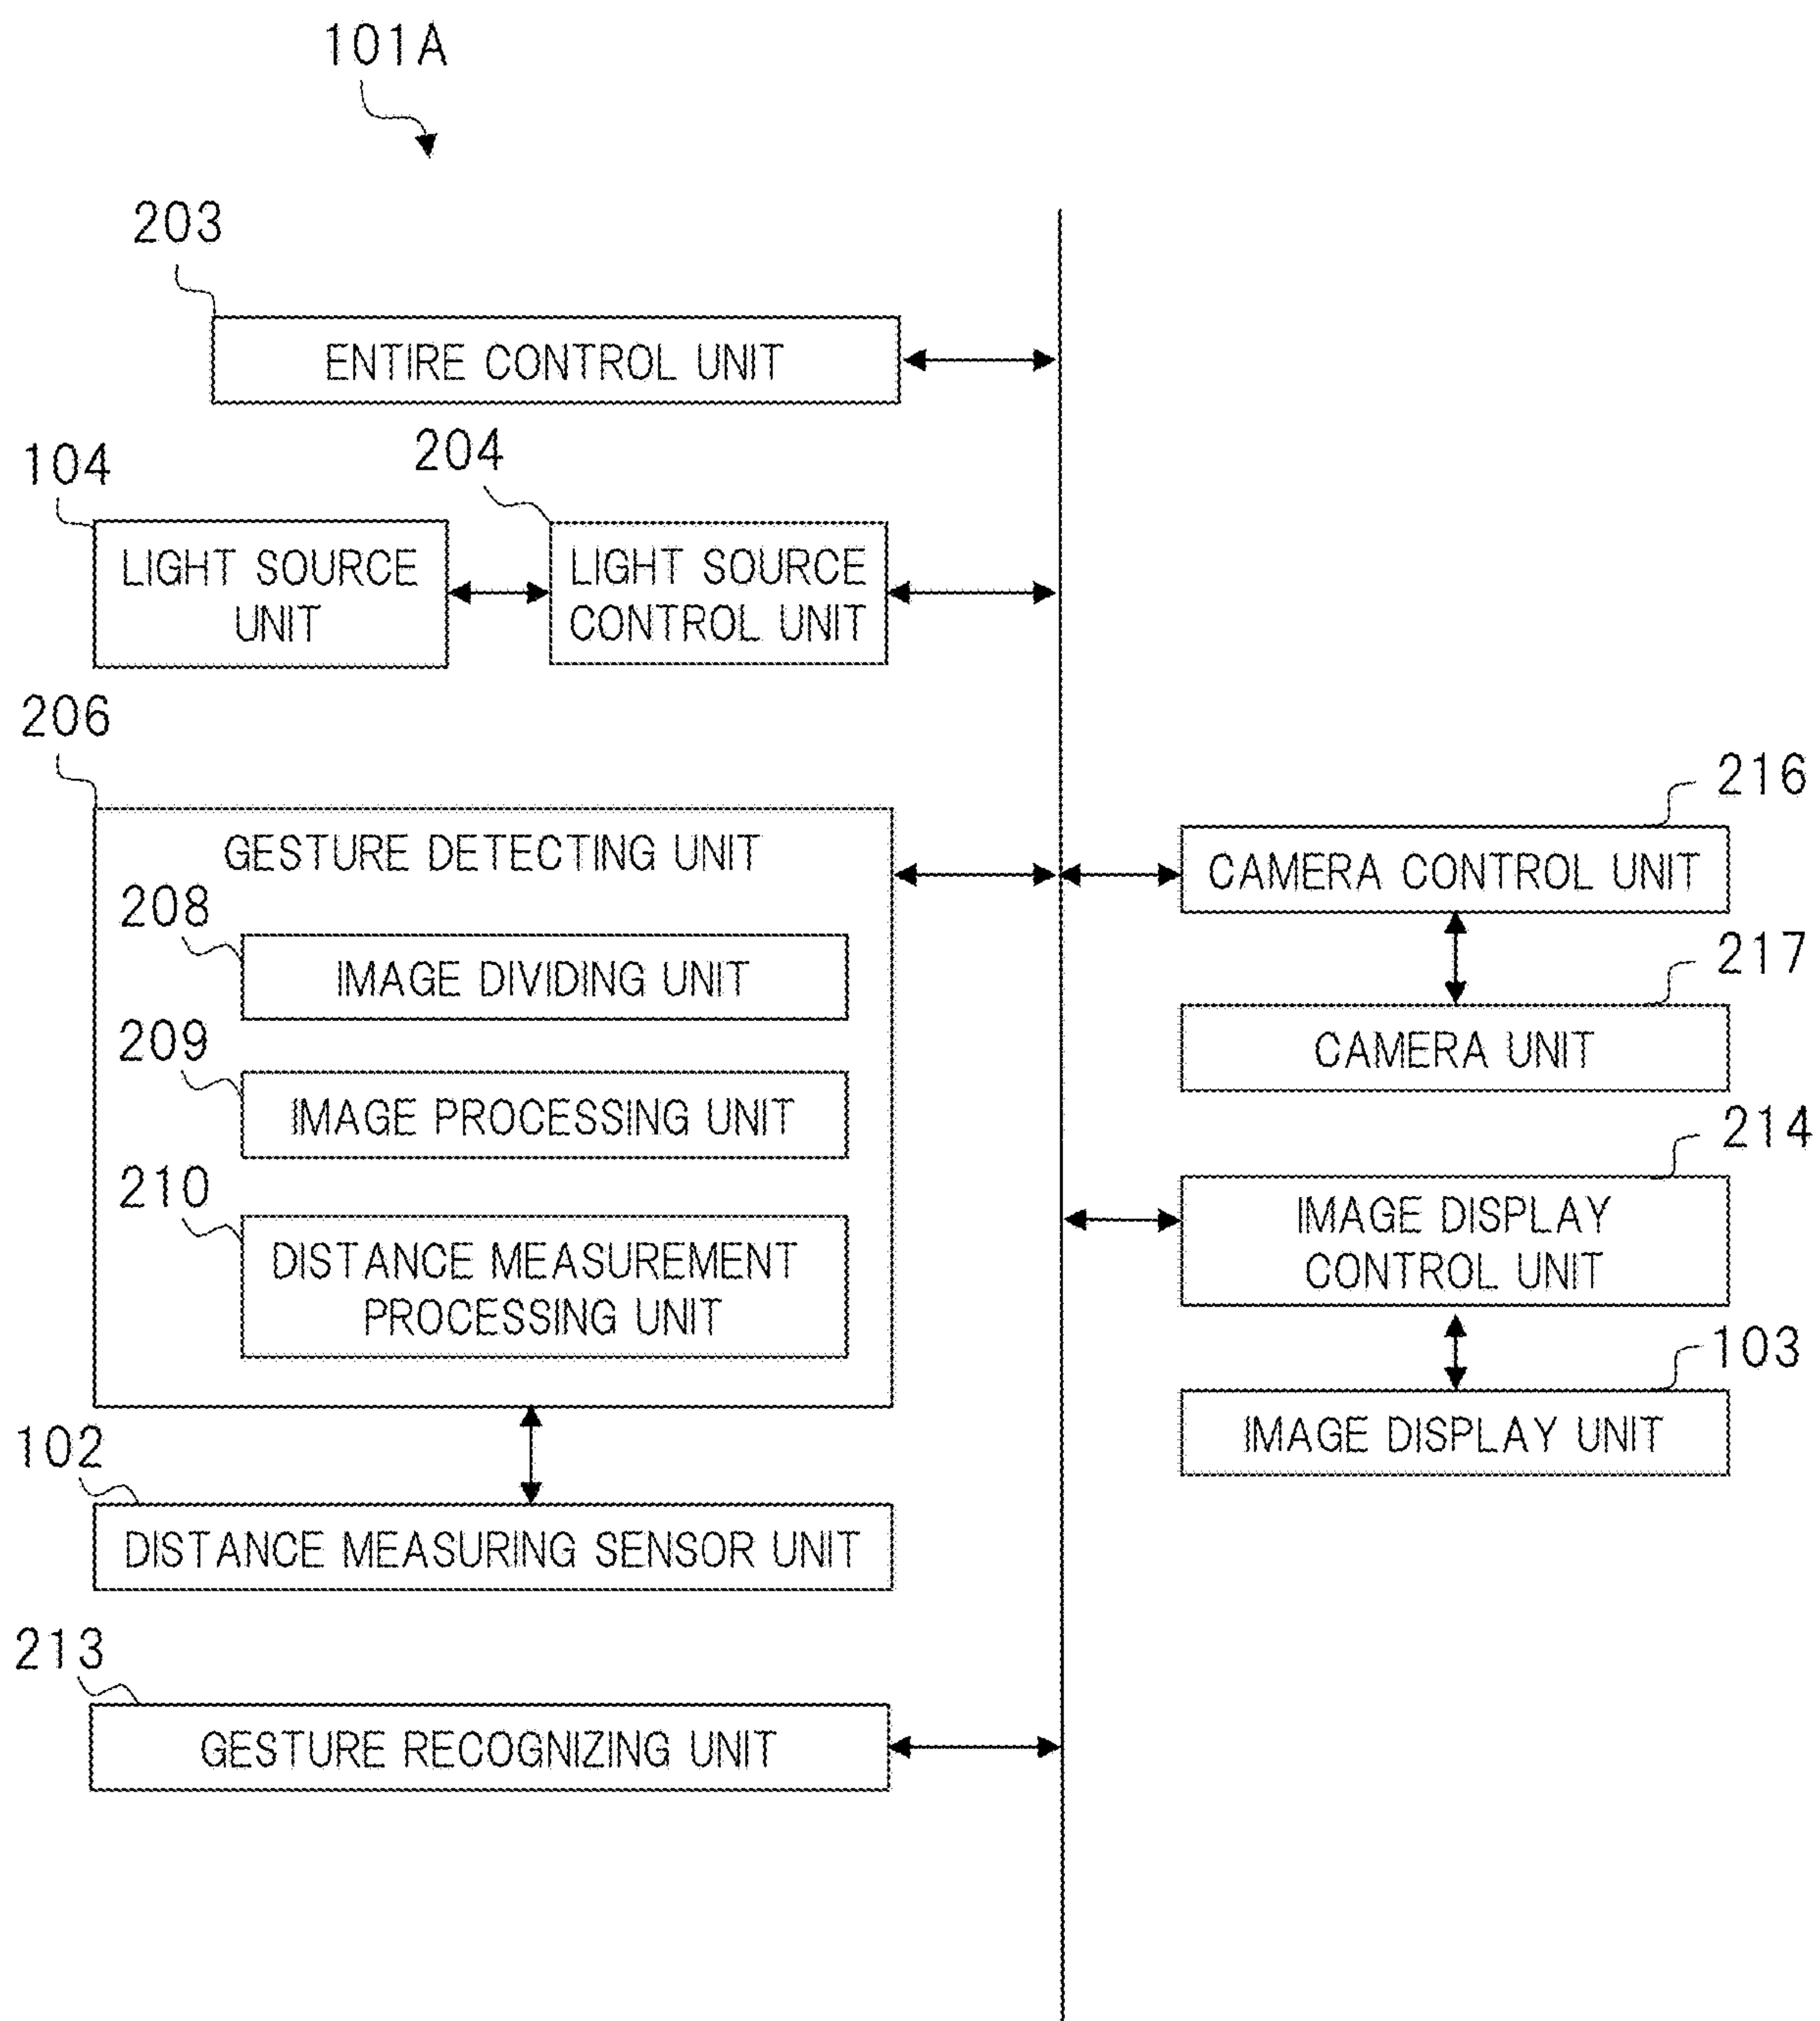 101A
203
ENTIRE CONTROL UNIT
104
204
LIGHT SOURCE
UNIT
LIGHT SOURCE
CONTROL UNIT
206
GESTURE DETECTING UNIT
208
IMAGE DIVIDING UNIT
209
IMAGE PROCESSING UNIT
210
DISTANCE MEASUREMENT
PROCESSING UNIT
102
DISTANCE MEASURING SENSOR UNIT
213
GESTURE RECOGNIZING UNIT
216
CAMERA CONTROL UNIT
217
CAMERA UNIT
214
IMAGE DISPLAY
CONTROL UNIT
103
IMAGE DISPLAY UNIT